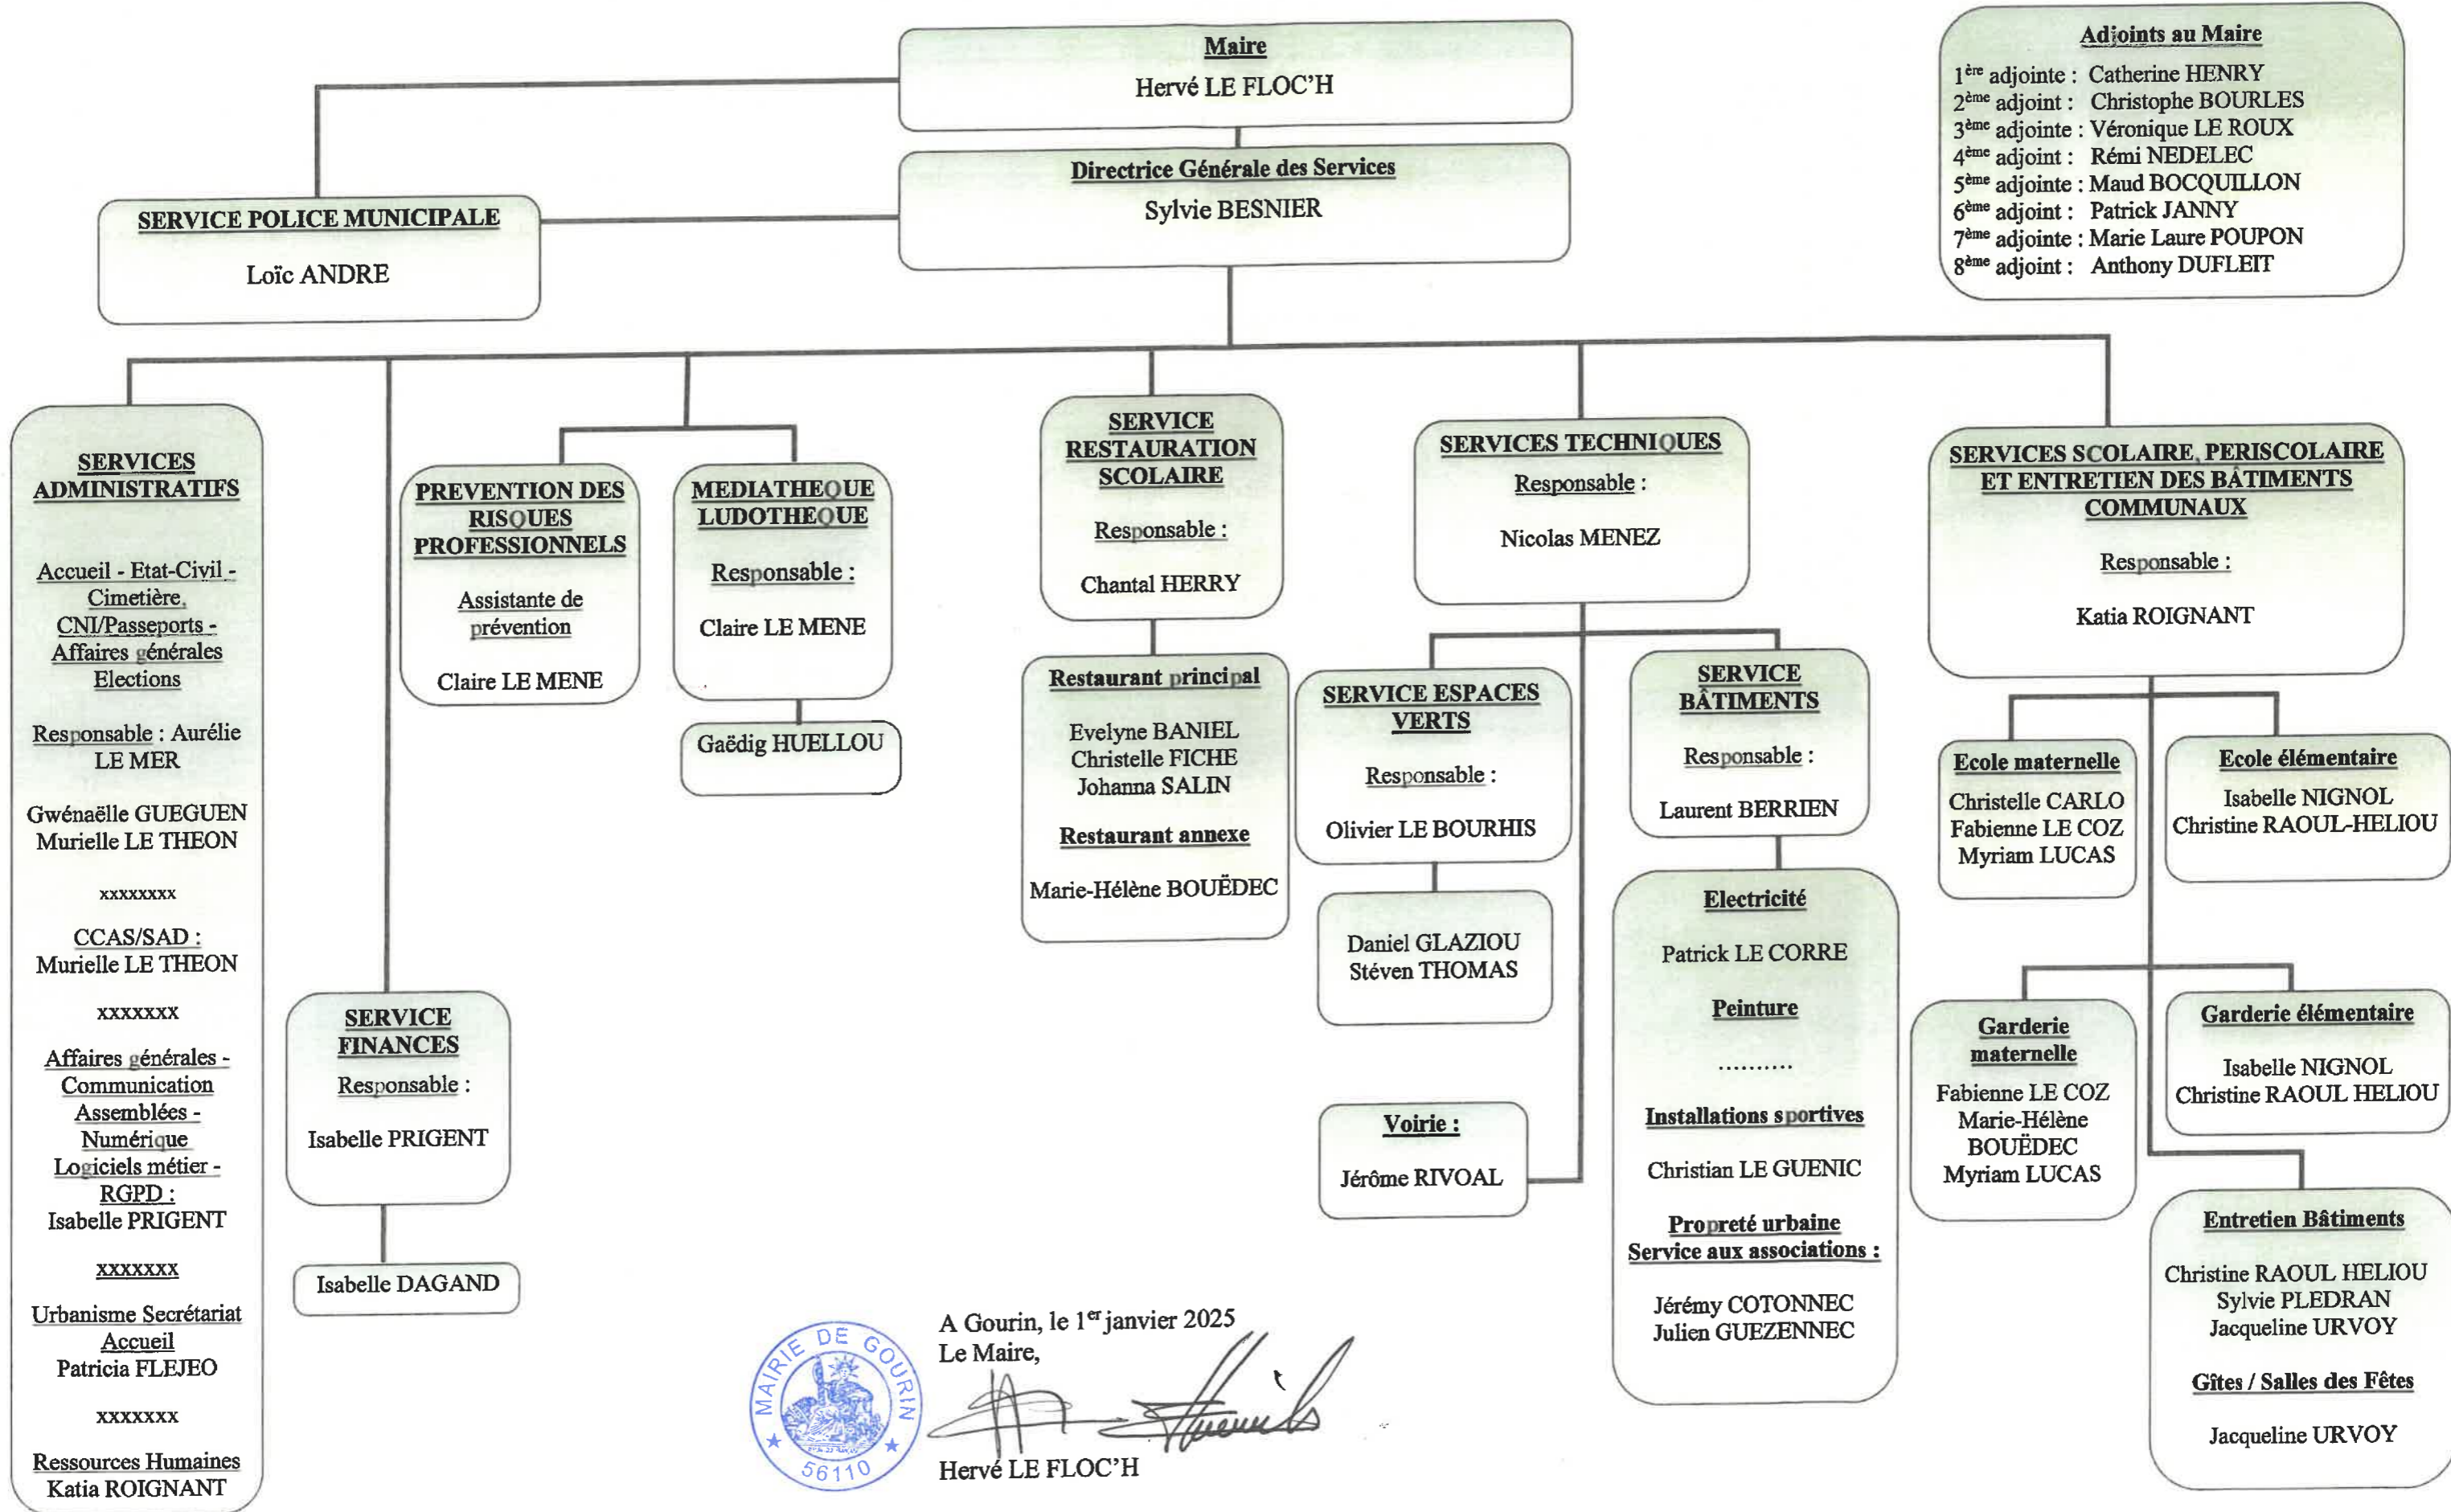 Maire
Hervé LE FLOC'H
Directrice Générale des Services
Sylvie BESNIER
SERVICE POLICE MUNICIPALE
Loïc ANDRE
Adjoints au Maire
1ère adjointe : Catherine HENRY
2ème adjoint : Christophe BOURLES
3ème adjointe : Véronique LE ROUX
4ème adjoint : Rémi NEDELEC
5ème adjointe : Maud BOCQUILLON
6ème adjoint : Patrick JANNY
7ème adjointe : Marie Laure POUPON
8ème adjoint : Anthony DUFLEIT
SERVICES
ADMINISTRATIFS
Accueil - Etat-Civil -
Cimetière,
CNI/Passeports -
Affaires générales
Elections
Responsable : Aurélie
LE MER
Gwénaëlle GUEGUEN
Murielle LE THEON
xxxxxxxx
CCAS/SAD :
Murielle LE THEON
xxxxxxx
Affaires générales -
Communication
Assemblées -
Numérique
Logiciels métier -
RGPD :
Isabelle PRIGENT
xxxxxxx
Urbanisme Secrétariat
Accueil
Patricia FLEJEO
xxxxxxx
Ressources Humaines
Katia ROIGNANT
SERVICE
FINANCES
Responsable :
Isabelle PRIGENT
Isabelle DAGAND
PREVENTION DES
RISQUES
PROFESSIONNELS
Assistante de
prévention
Claire LE MENE
MEDIATHEQUE
LUDOTHEQUE
Responsable :
Claire LE MENE
Gaëdig HUELLOU
SERVICE
RESTAURATION
SCOLAIRE
Responsable :
Chantal HERRY
Restaurant principal
Evelyne BANIEL
Christelle FICHE
Johanna SALIN
Restaurant annexe
Marie-Hélène BOUËDEC
SERVICES TECHNIQUES
Responsable :
Nicolas MENEZ
SERVICE ESPACES
VERTS
Responsable :
Olivier LE BOURHIS
Daniel GLAZIOU
Stéven THOMAS
Voirie :
Jérôme RIVOAL
SERVICE
BÂTIMENTS
Responsable :
Laurent BERRIEN
Electricité
Patrick LE CORRE
Peinture
..........
Installations sportives
Christian LE GUENIC
Propreté urbaine
Service aux associations :
Jérémy COTONNEC
Julien GUEZENNEC
SERVICES SCOLAIRE, PERISCOLAIRE
ET ENTRETIEN DES BÂTIMENTS
COMMUNAUX
Responsable :
Katia ROIGNANT
Ecole maternelle
Christelle CARLO
Fabienne LE COZ
Myriam LUCAS
Ecole élémentaire
Isabelle NIGNOL
Christine RAOUL-HELIOU
Garderie
maternelle
Fabienne LE COZ
Marie-Hélène
BOUËDEC
Myriam LUCAS
Garderie élémentaire
Isabelle NIGNOL
Christine RAOUL HELIOU
Entretien Bâtiments
Christine RAOUL HELIOU
Sylvie PLEDRAN
Jacqueline URVOY
Gîtes / Salles des Fêtes
Jacqueline URVOY
A Gourin, le 1er janvier 2025
Le Maire,
Hervé LE FLOC'H
MAIRIE DE GOURIN
56110